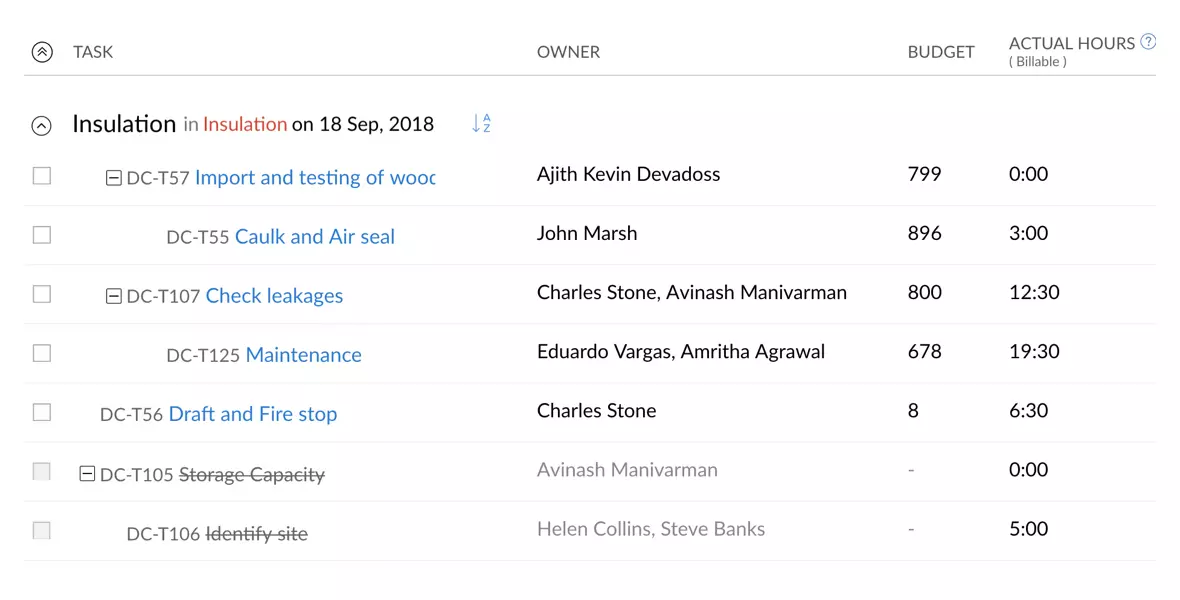 TASK OWNER BUDGET ACTUAL HOURS ?
( Billable )
Insulation in Insulation on 18 Sep, 2018 A Z
DC-T57 Import and testing of wooc Ajith Kevin Devadoss 799 0:00
DC-T55 Caulk and Air seal John Marsh 896 3:00
DC-T107 Check leakages Charles Stone, Avinash Manivarman 800 12:30
DC-T125 Maintenance Eduardo Vargas, Amritha Agrawal 678 19:30
DC-T56 Draft and Fire stop Charles Stone 8 6:30
DC-T105 Storage Capacity Avinash Manivarman - 0:00
DC-T106 Identify site Helen Collins, Steve Banks - 5:00